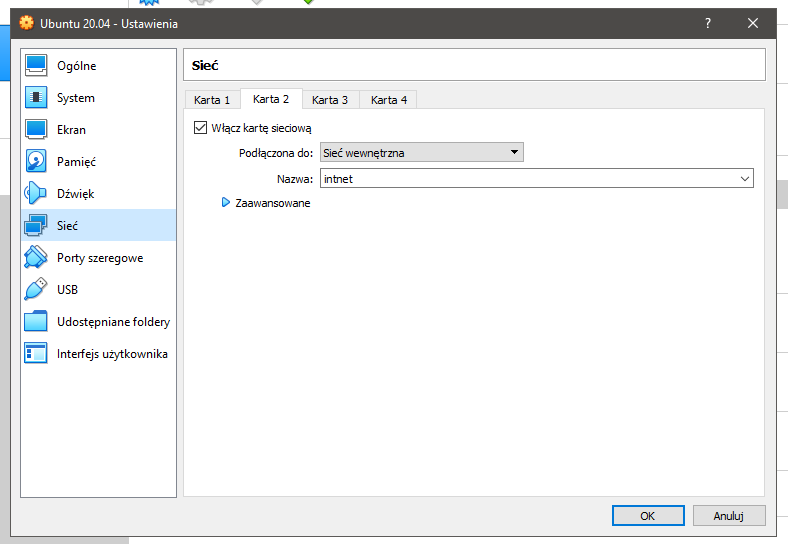 Ubuntu 20.04 - Ustawienia
?
Ogólne
System
Ekran
Pamięć
Dźwięk
Sieć
Porty szeregowe
USB
Udostępniane foldery
Interfejs użytkownika
Sieć
Karta 1 Karta 2 Karta 3 Karta 4
Włącz kartę sieciową
Podłączona do: Sieć wewnętrzna
Nazwa: intnet
Zaawansowane
OK Anuluj